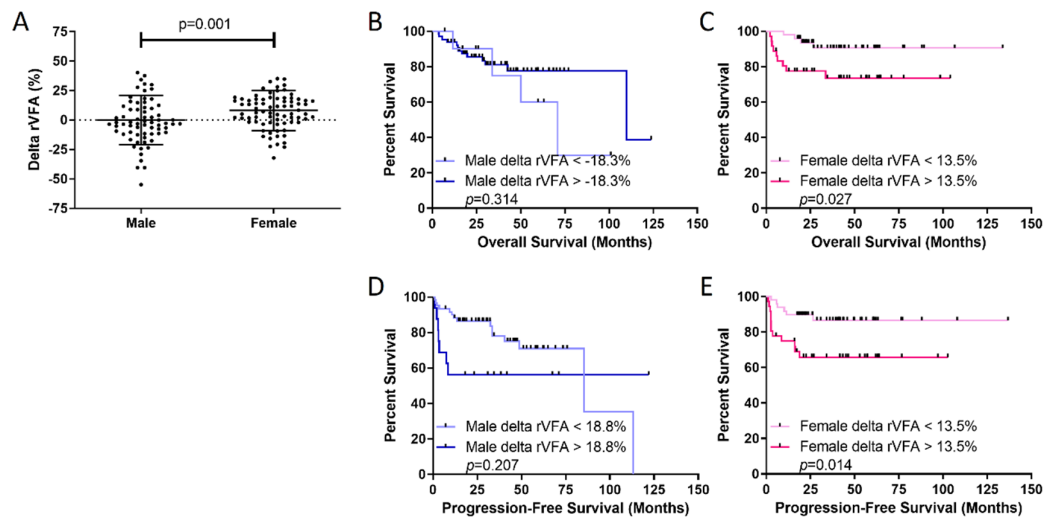 A
p=0.001
Delta rVFA (%)
75
50
25
0
-25
-50
-75
Male
Female
B
Percent Survival
100
80
60
40
20
0
Male delta rVFA < -18.3%
Male delta rVFA > -18.3%
p=0.314
0 25 50 75 100 125 150
Overall Survival (Months)
C
Percent Survival
100
80
60
40
20
0
Female delta rVFA < 13.5%
Female delta rVFA > 13.5%
p=0.027
0 25 50 75 100 125 150
Overall Survival (Months)
D
Percent Survival
100
80
60
40
20
0
Male delta rVFA < 18.8%
Male delta rVFA > 18.8%
p=0.207
0 25 50 75 100 125 150
Progression-Free Survival (Months)
E
Percent Survival
100
80
60
40
20
0
Female delta rVFA < 13.5%
Female delta rVFA > 13.5%
p=0.014
0 25 50 75 100 125 150
Progression-Free Survival (Months)